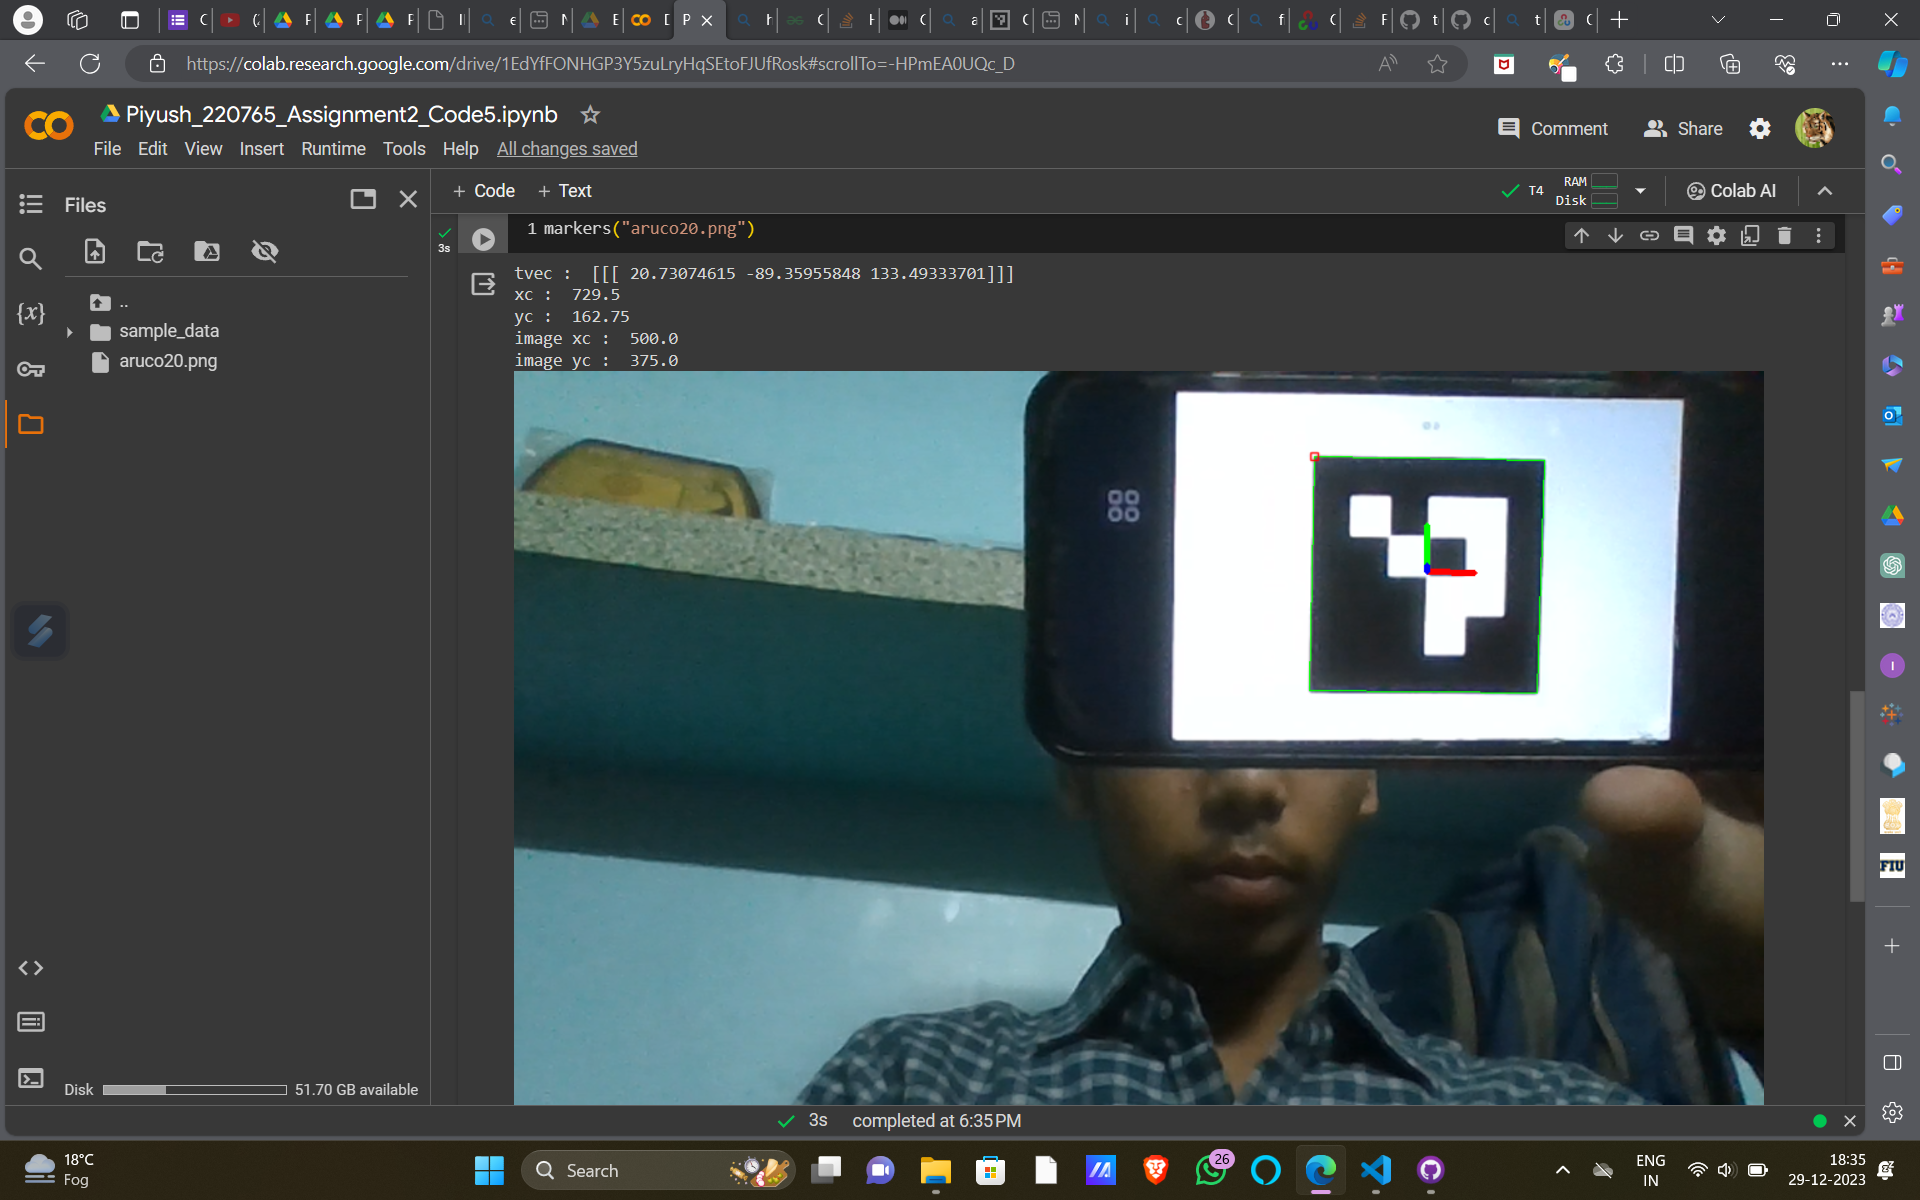 https://colab.research.google.com/drive/1EdYfFONHGP3Y5zuLryHqSEtoFJUfRosk#scrollTo=-HPmEA0UQc_D
Piyush_220765_Assignment2_Code5.ipynb
Comment
Share
File Edit View Insert Runtime Tools Help All changes saved
Files
+ Code + Text
T4
RAM
Disk
Colab AI
3s
1 markers("aruco20.png")
{x}
..
sample_data
aruco20.png
tvec : [[[ 20.73074615 -89.35955848 133.49333701]]]
xc : 729.5
yc : 162.75
image xc : 500.0
image yc : 375.0
FIU
Disk
51.70 GB available
3s completed at 6:35 PM
18°C
Fog
Search
26
ENG
IN
18:35
29-12-2023